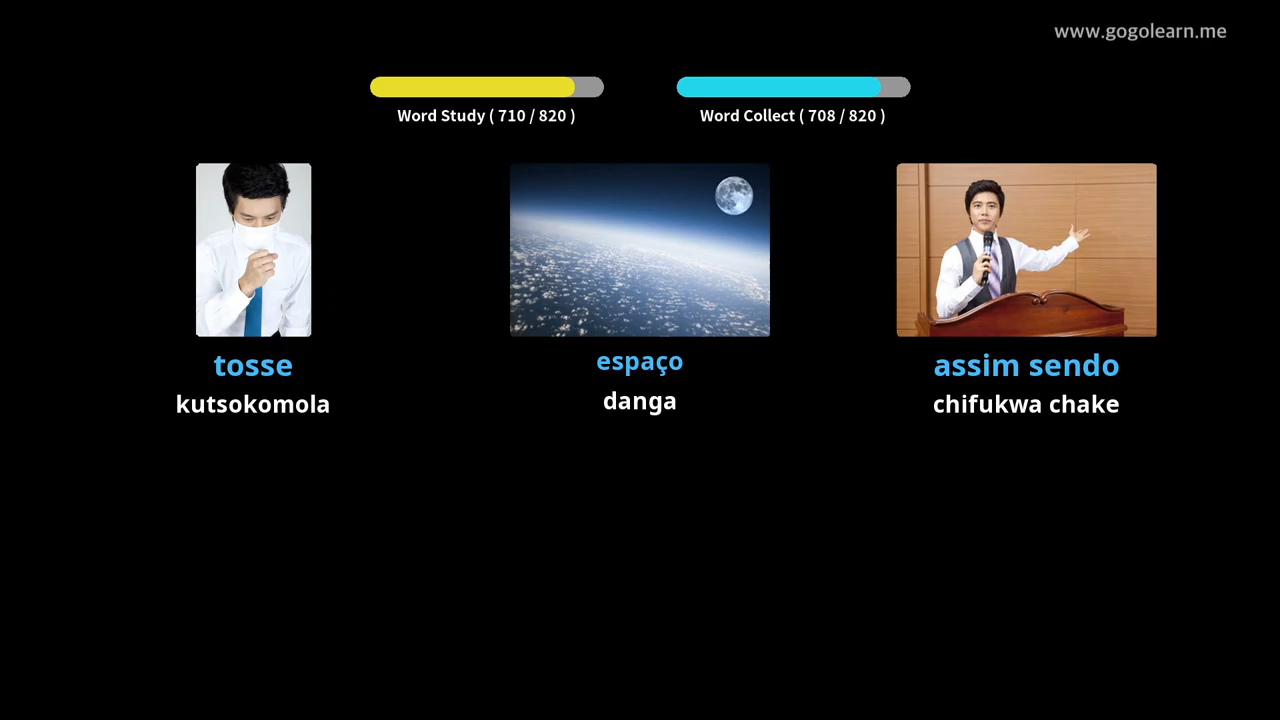 www.gogolearn.me
Word Study ( 710 / 820 )
Word Collect ( 708 / 820 )
tosse
kutsokomola
espaço
danga
assim sendo
chifukwa chake